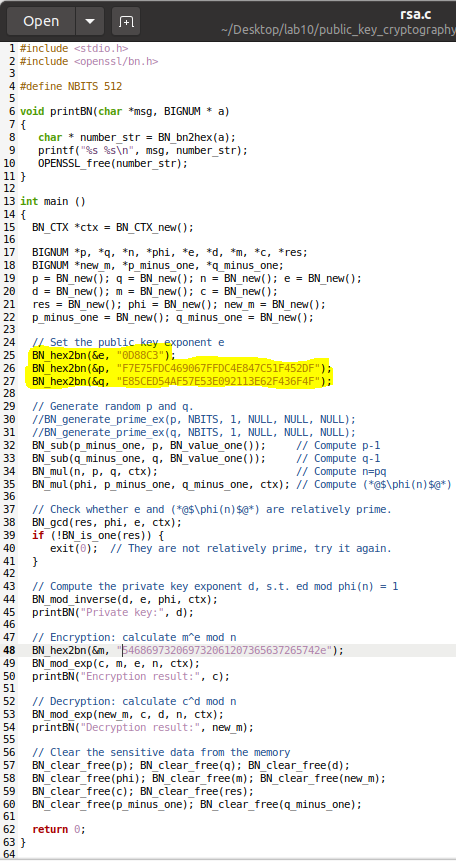 Open
rsa.c
~/Desktop/lab10/public_key_cryptography
1 #include <stdio.h>
2 #include <openssl/bn.h>
3
4 #define NBITS 512
5
6 void printBN(char *msg, BIGNUM * a)
7 {
8    char * number_str = BN_bn2hex(a);
9    printf("%s %s\n", msg, number_str);
10    OPENSSL_free(number_str);
11 }
12
13 int main ()
14 {
15   BN_CTX *ctx = BN_CTX_new();
16
17   BIGNUM *p, *q, *n, *phi, *e, *d, *m, *c, *res;
18   BIGNUM *new_m, *p_minus_one, *q_minus_one;
19   p = BN_new(); q = BN_new(); n = BN_new(); e = BN_new();
20   d = BN_new(); m = BN_new(); c = BN_new();
21   res = BN_new(); phi = BN_new(); new_m = BN_new();
22   p_minus_one = BN_new(); q_minus_one = BN_new();
23
24   // Set the public key exponent e
25   BN_hex2bn(&e, "0D88C3");
26   BN_hex2bn(&p, "F7E75FDC469067FFDC4E847C51F452DF");
27   BN_hex2bn(&q, "E85CED54AF57E53E092113E62F436F4F");
28
29   // Generate random p and q.
30   //BN_generate_prime_ex(p, NBITS, 1, NULL, NULL, NULL);
31   //BN_generate_prime_ex(q, NBITS, 1, NULL, NULL, NULL);
32   BN_sub(p_minus_one, p, BN_value_one());     // Compute p-1
33   BN_sub(q_minus_one, q, BN_value_one());     // Compute q-1
34   BN_mul(n, p, q, ctx);                       // Compute n=pq
35   BN_mul(phi, p_minus_one, q_minus_one, ctx); // Compute (*@$\phi(n)$@*)
36
37   // Check whether e and (*@$\phi(n)$@*) are relatively prime.
38   BN_gcd(res, phi, e, ctx);
39   if (!BN_is_one(res)) {
40      exit(0);  // They are not relatively prime, try it again.
41   }
42
43   // Compute the private key exponent d, s.t. ed mod phi(n) = 1
44   BN_mod_inverse(d, e, phi, ctx);
45   printBN("Private key:", d);
46
47   // Encryption: calculate m^e mod n
48   BN_hex2bn(&m, "54686973206973206120736563726574​2e");
49   BN_mod_exp(c, m, e, n, ctx);
50   printBN("Encryption result:", c);
51
52   // Decryption: calculate c^d mod n
53   BN_mod_exp(new_m, c, d, n, ctx);
54   printBN("Decryption result:", new_m);
55
56   // Clear the sensitive data from the memory
57   BN_clear_free(p); BN_clear_free(q); BN_clear_free(d);
58   BN_clear_free(phi); BN_clear_free(m); BN_clear_free(new_m);
59   BN_clear_free(c); BN_clear_free(res);
60   BN_clear_free(p_minus_one); BN_clear_free(q_minus_one);
61
62   return 0;
63 }
64